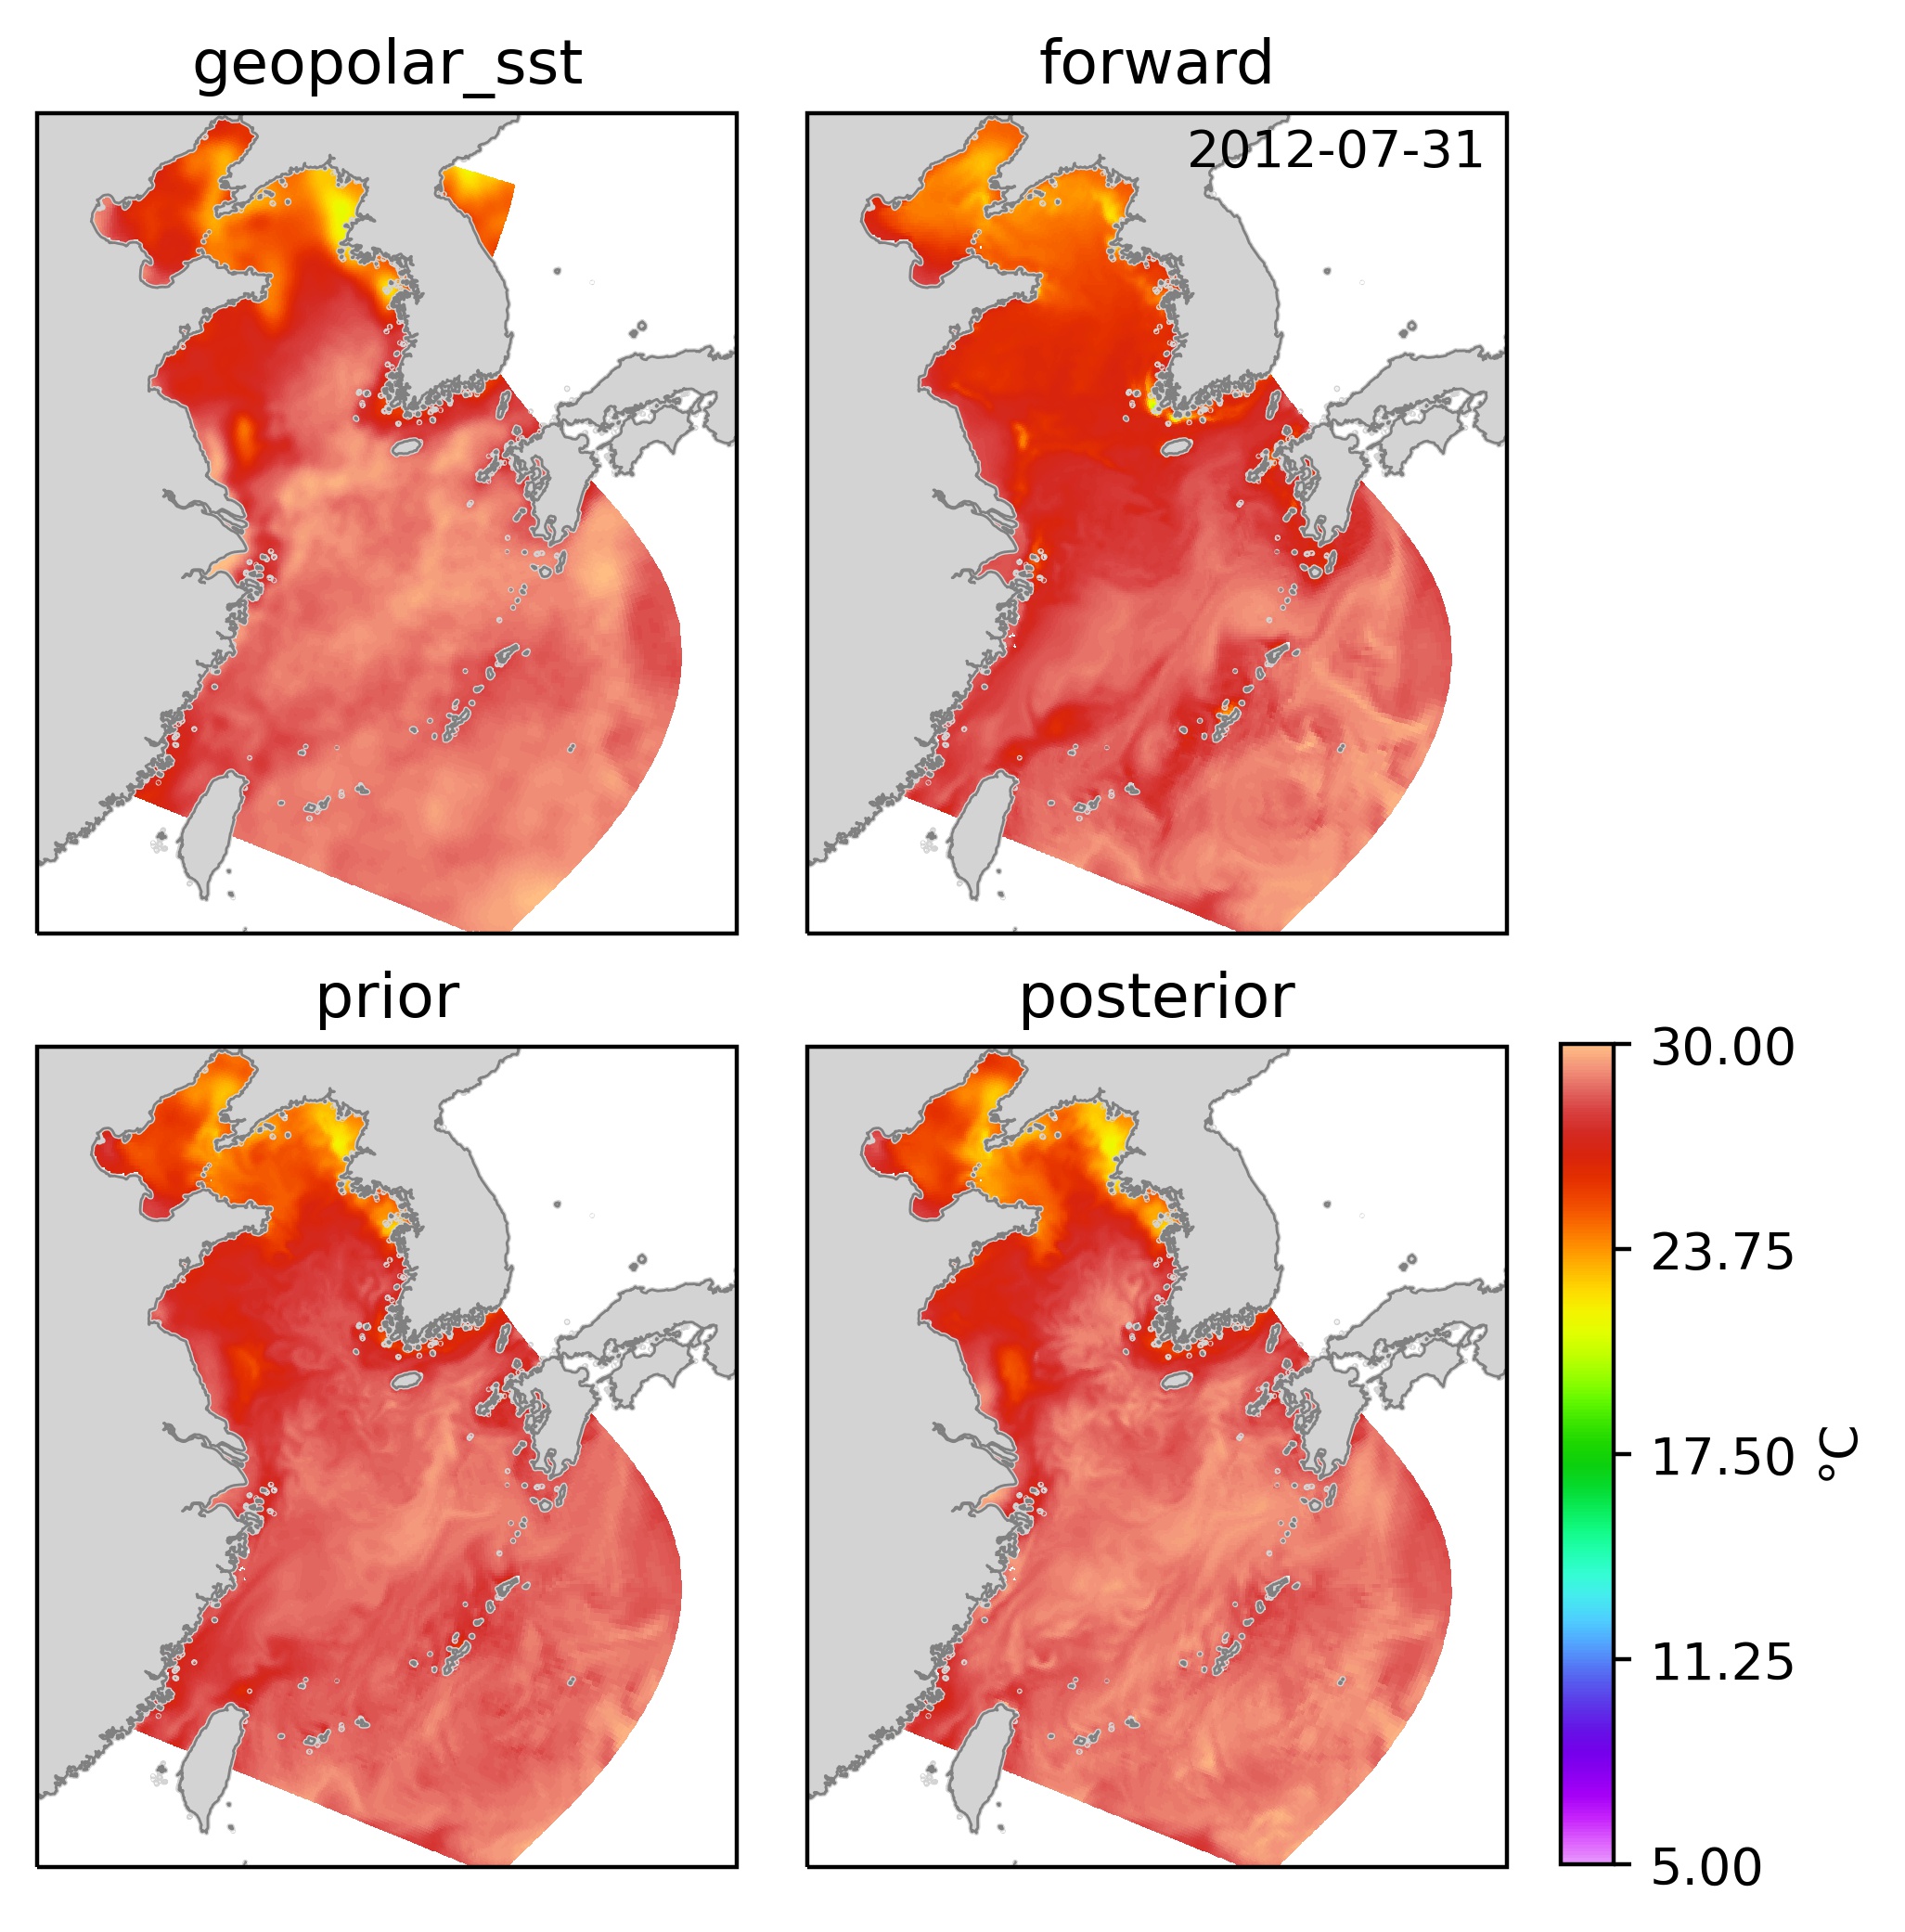 geopolar_sst
forward
2012-07-31
prior
posterior
30.00
23.75
17.50
11.25
5.00
°C